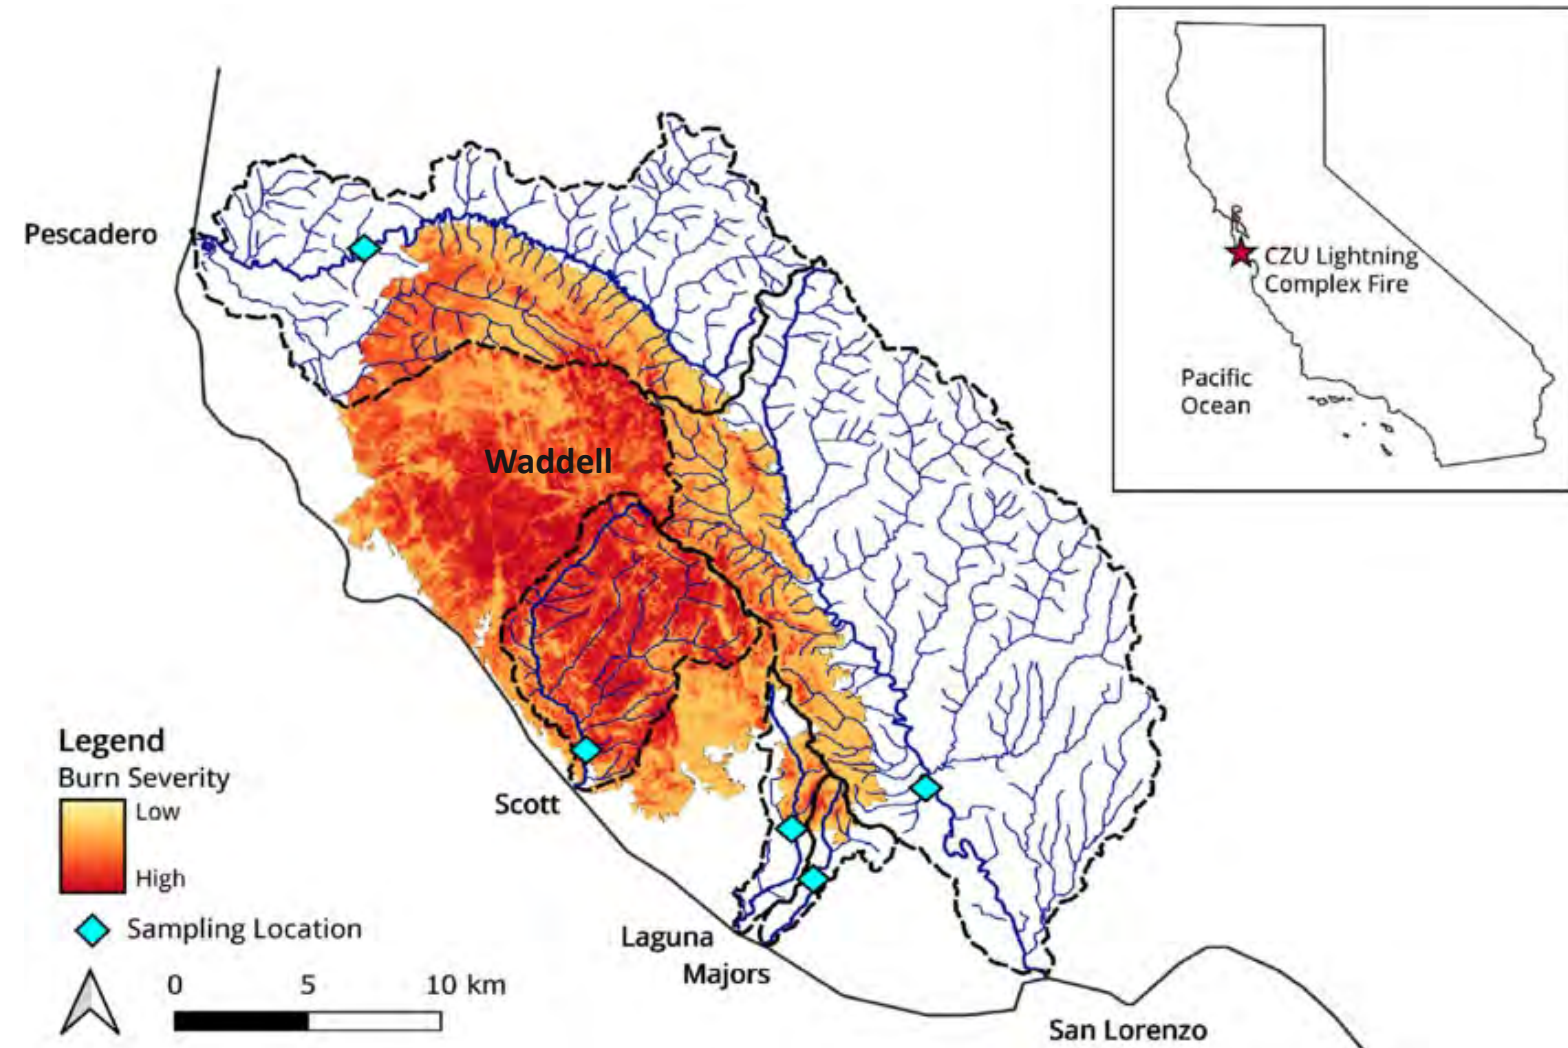 Pescadero
Waddell
Scott
Laguna
Majors
San Lorenzo
Legend
Burn Severity
Low
High
Sampling Location
0 5 10 km
CZU Lightning
Complex Fire
Pacific
Ocean